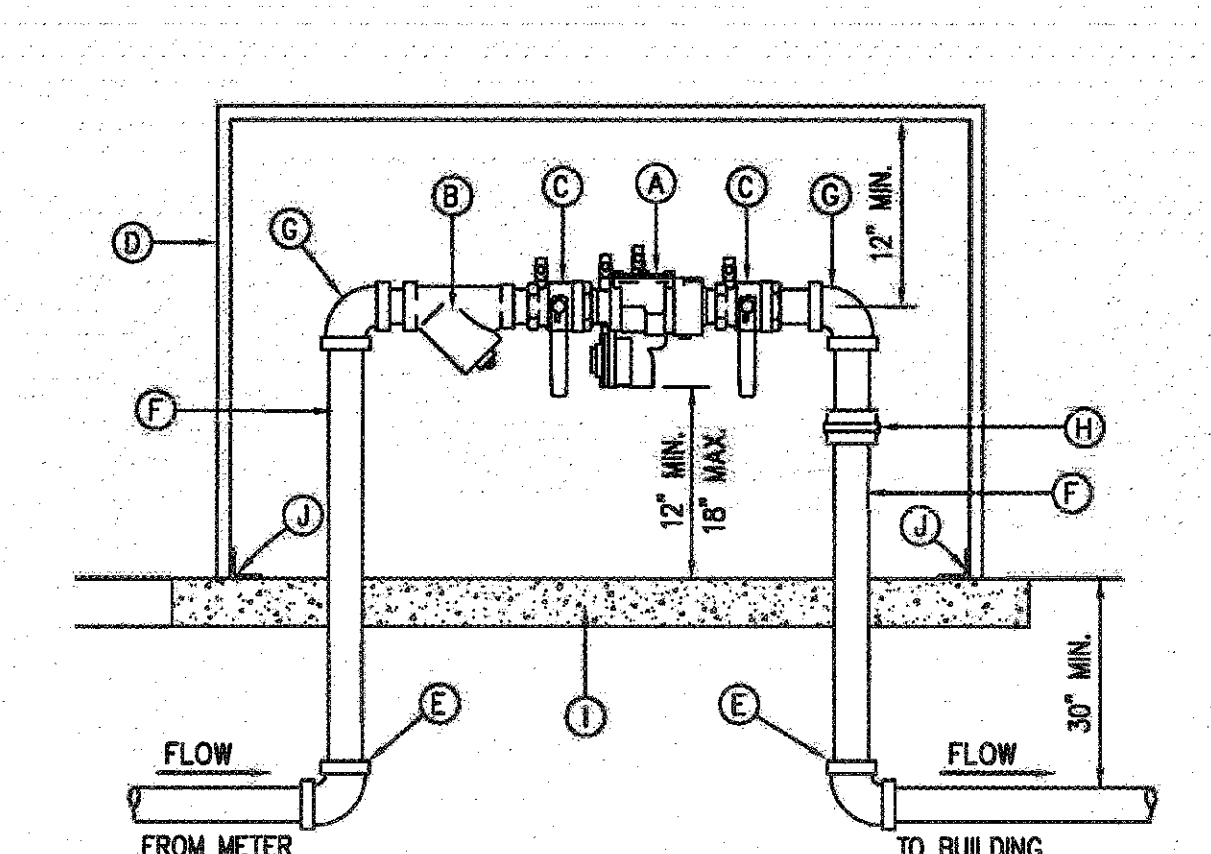 B
C
A
C
G
G
D
12" MIN.
F
H
12" MIN.
18" MAX.
F
J
J
E
I
E
30" MIN.
FLOW
FLOW
FROM METER
TO BUILDING